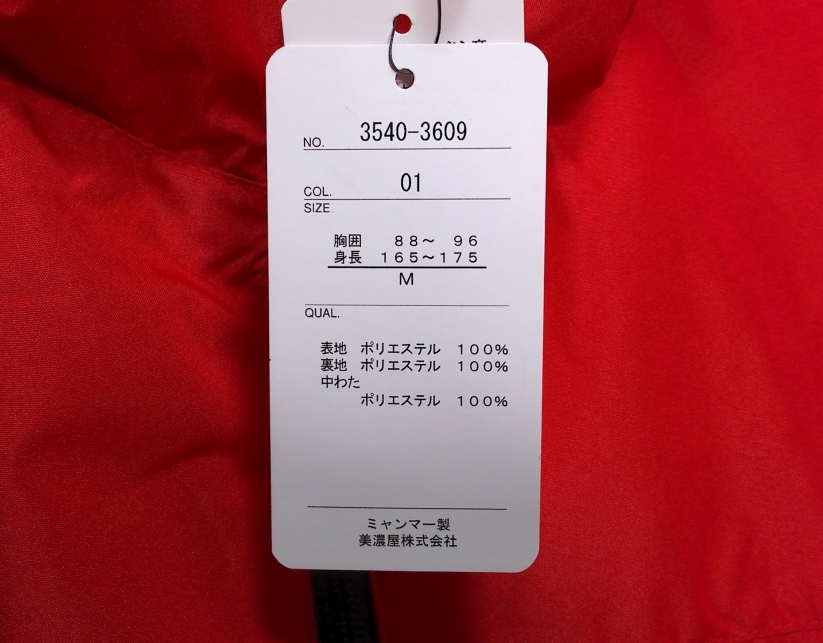 NO. 3540-3609
COL. 01
SIZE
胸囲 88～ 96
身長 165～175
M
QUAL.
表地 ポリエステル 100%
裏地 ポリエステル 100%
中わた
ポリエステル 100%
ミャンマー製
美濃屋株式会社